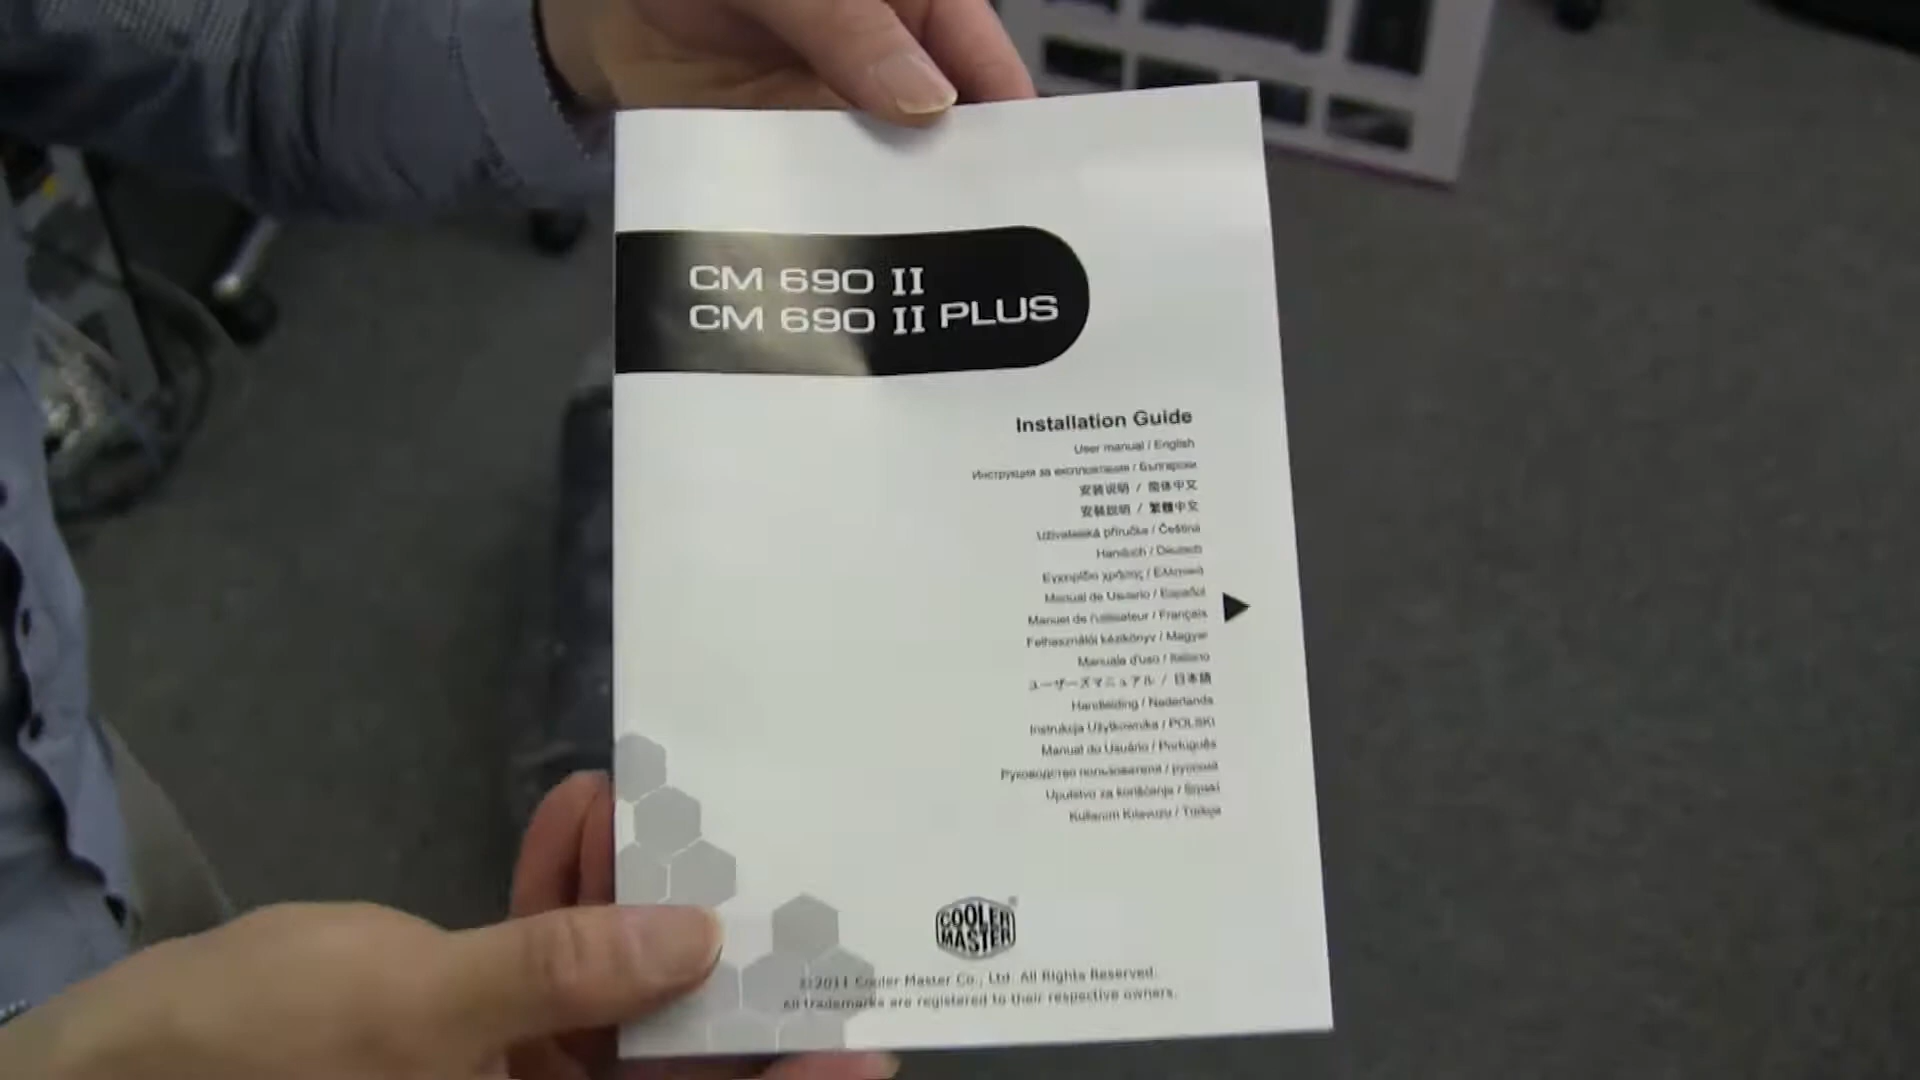 CM 690 II
CM 690 II PLUS
Installation Guide
User manual / English
Инструкция за експлоатация / Български
安装说明 / 简体中文
安裝說明 / 繁體中文
Uživatelská příručka / Čeština
/ Deutsch
Εγχειρίδιο χρήσης / Ελληνικά
Manual de Usuario / Español
Manuel de l'utilisateur / Français
Felhasználói kézikönyv / Magyar
Manuale d'uso / Italiano
ユーザーズマニュアル / 日本語
Handleiding / Nederlands
Instrukcja Użytkownika / POLSKI
Manual do Usuário / Português
Руководство пользователя / русский
Uputstvo za korišćenje / Srpski
Kullanım Kılavuzu / Türkçe
COOLER
MASTER
©2011 Cooler Master Co., Ltd. All Rights Reserved.
All trademarks are registered to their respective owners.